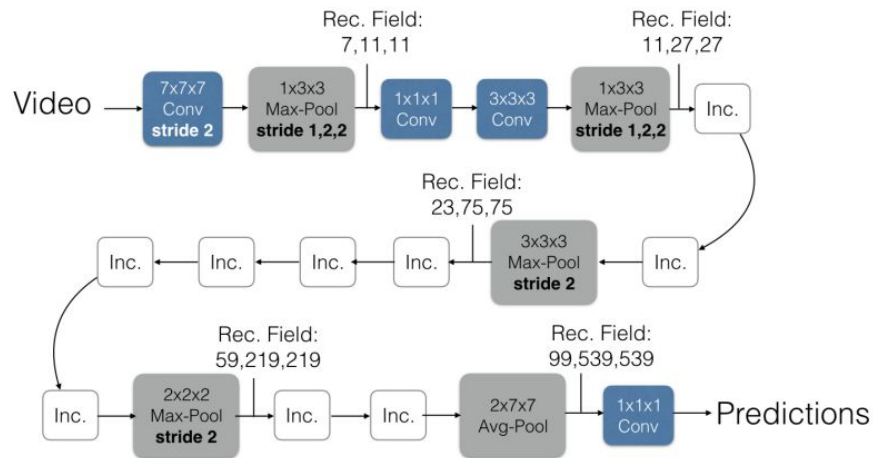 Rec. Field:
7,11,11
Rec. Field:
11,27,27
Video
7x7x7
Conv
stride 2
1x3x3
Max-Pool
stride 1,2,2
1x1x1
Conv
3x3x3
Conv
1x3x3
Max-Pool
stride 1,2,2
Inc.
Rec. Field:
23,75,75
Inc.
Inc.
Inc.
Inc.
3x3x3
Max-Pool
stride 2
Inc.
Rec. Field:
59,219,219
Rec. Field:
99,539,539
Inc.
2x2x2
Max-Pool
stride 2
Inc.
Inc.
2x7x7
Avg-Pool
1x1x1
Conv
Predictions